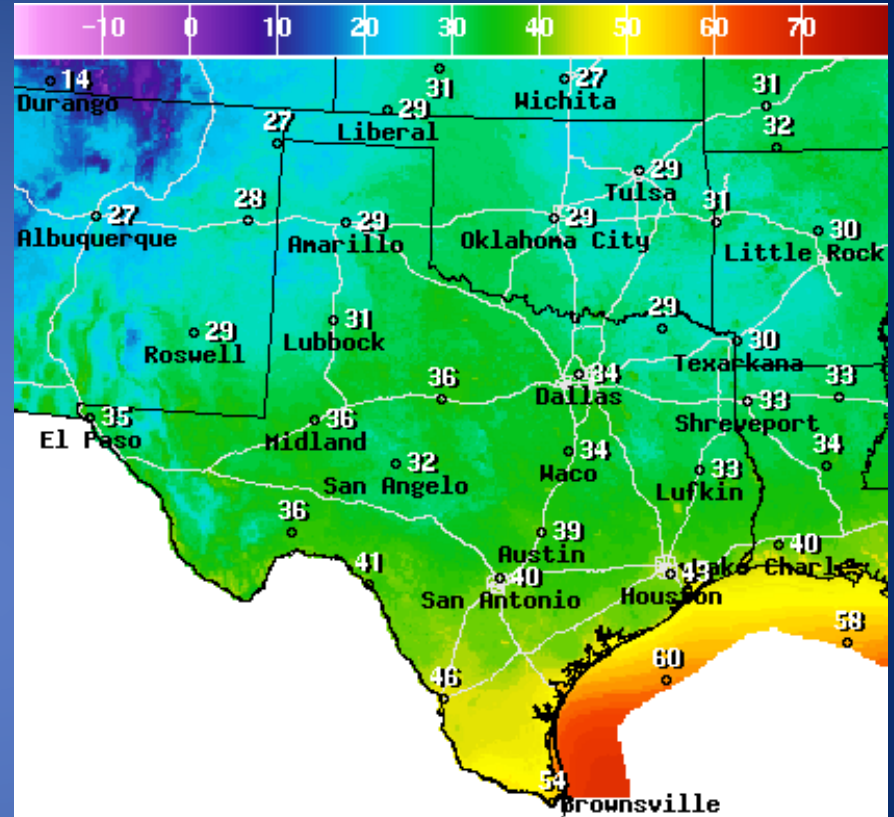 -10 0 10 20 30 40 50 60 70
14
Durango
31
27
Wichita
31
29
Liberal
27
32
29
Tulsa
27
Albuquerque
28
29
Amarillo
29
Oklahoma City
31
30
Little Rock
29
Roswell
31
Lubbock
29
30
Texarkana
34
Dallas
36
33
Shreveport
33
35
El Paso
36
Midland
32
San Angelo
34
Waco
33
Lufkin
34
36
39
Austin
40
Lake Charle
41
40
San Antonio
Houston
58
60
46
54
Brownsville